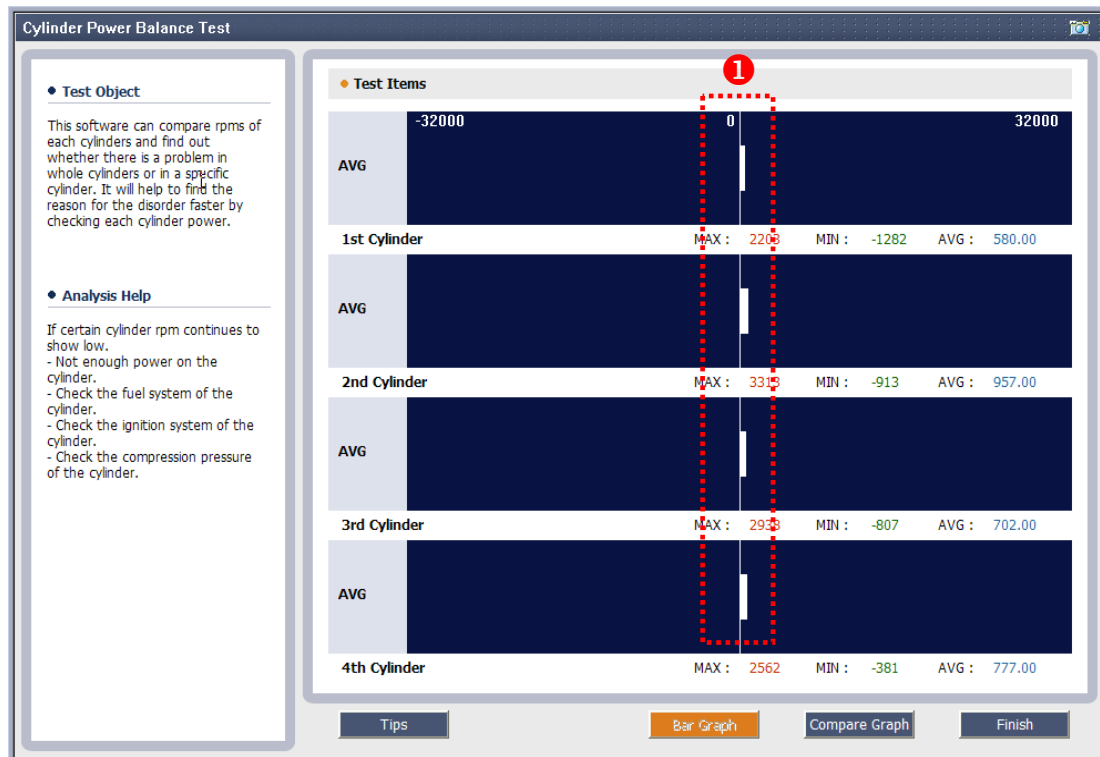 Cylinder Power Balance Test
Test Object
This software can compare rpms of
each cylinders and find out
whether there is a problem in
whole cylinders or in a specific
cylinder. It will help to find the
reason for the disorder faster by
checking each cylinder power.
Analysis Help
If certain cylinder rpm continues to
show low.
- Not enough power on the
cylinder.
- Check the fuel system of the
cylinder.
- Check the ignition system of the
cylinder.
- Check the compression pressure
of the cylinder.
Test Items
1
-32000 0 32000
AVG
1st Cylinder MAX : 2203 MIN : -1282 AVG : 580.00
AVG
2nd Cylinder MAX : 3313 MIN : -913 AVG : 957.00
AVG
3rd Cylinder MAX : 2938 MIN : -807 AVG : 702.00
AVG
4th Cylinder MAX : 2562 MIN : -381 AVG : 777.00
Tips Bar Graph Compare Graph Finish